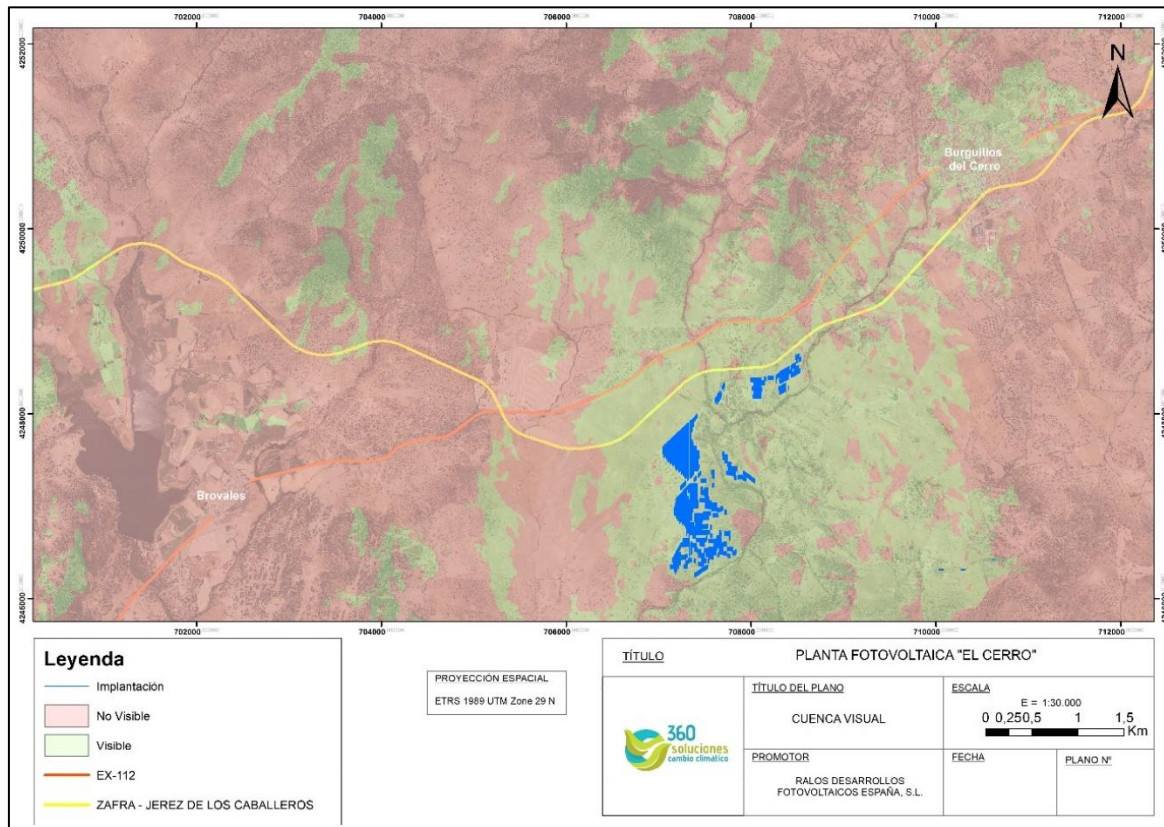 702000 704000 706000 708000 710000 712000
4252000
4250000
4248000
4246000
N
Burguillos
del Cerro
Brovales
702000 704000 706000 708000 710000 712000
Leyenda
Implantación
No Visible
Visible
EX-112
ZAFRA - JEREZ DE LOS CABALLEROS
PROYECCIÓN ESPACIAL
ETRS 1989 UTM Zone 29 N
TÍTULO
PLANTA FOTOVOLTAICA "EL CERRO"
360
soluciones
cambio climático
TÍTULO DEL PLANO
CUENCA VISUAL
ESCALA
E = 1:30.000
0 0,250,5 1 1,5
Km
PROMOTOR
RALOS DESARROLLOS
FOTOVOLTAICOS ESPAÑA, S.L.
FECHA
PLANO Nº